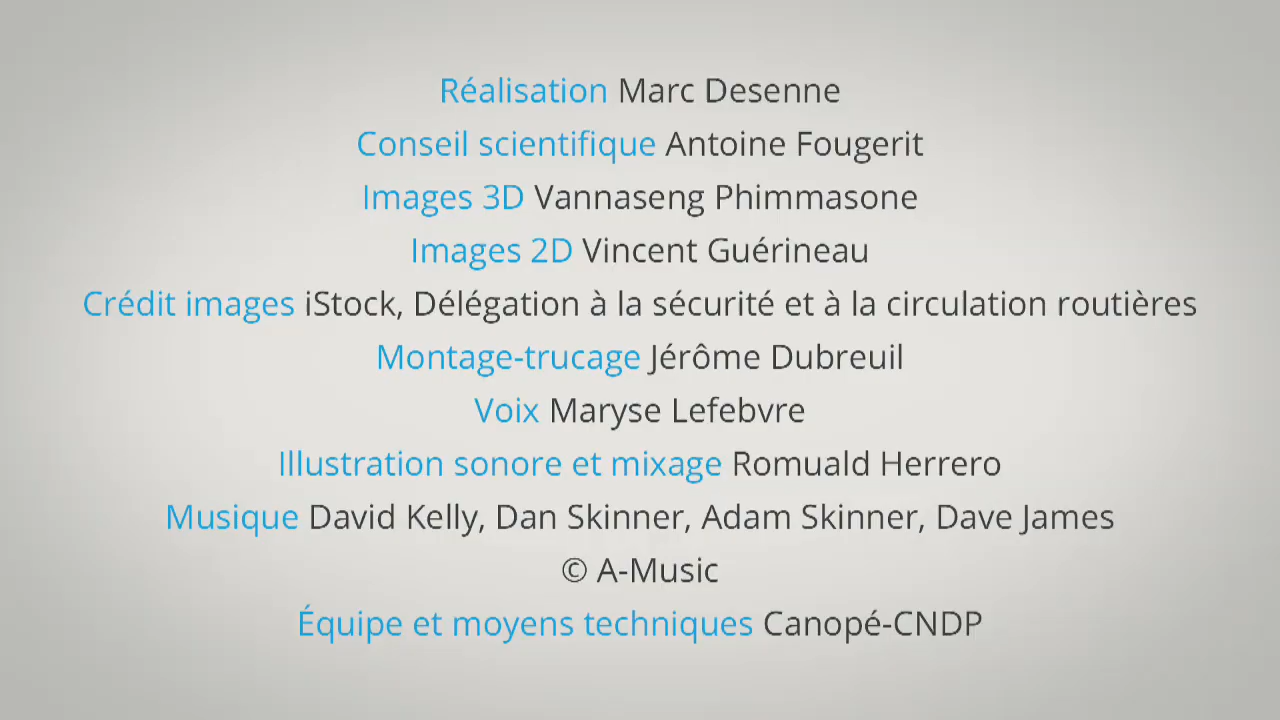 Réalisation Marc Desenne
Conseil scientifique Antoine Fougerit
Images 3D Vannaseng Phimmasone
Images 2D Vincent Guérineau
Crédit images iStock, Délégation à la sécurité et à la circulation routières
Montage-trucage Jérôme Dubreuil
Voix Maryse Lefebvre
Illustration sonore et mixage Romuald Herrero
Musique David Kelly, Dan Skinner, Adam Skinner, Dave James
© A-Music
Équipe et moyens techniques Canopé-CNDP